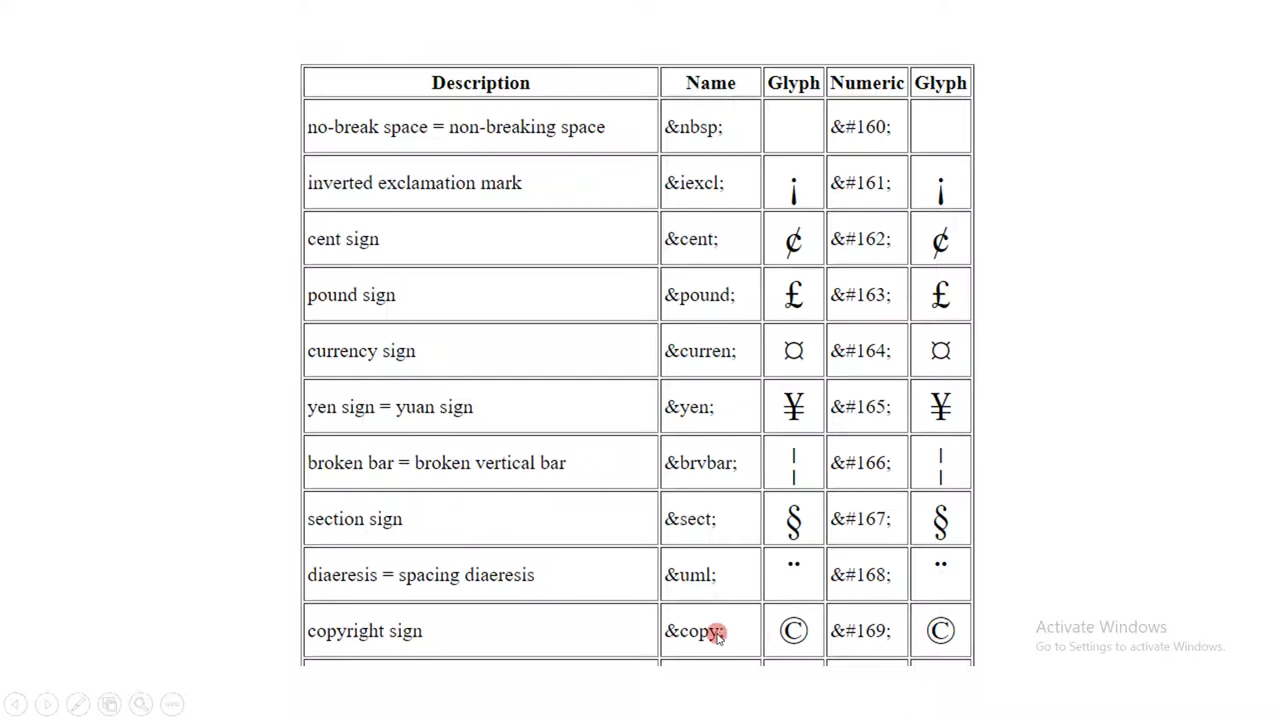 Description Name Glyph Numeric Glyph
no-break space = non-breaking space &nbsp; &#160;
inverted exclamation mark &iexcl; ¡ &#161; ¡
cent sign &cent; ¢ &#162; ¢
pound sign &pound; £ &#163; £
currency sign &curren; ¤ &#164; ¤
yen sign = yuan sign &yen; ¥ &#165; ¥
broken bar = broken vertical bar &brvbar; ¦ &#166; ¦
section sign &sect; § &#167; §
diaeresis = spacing diaeresis &uml; ¨ &#168; ¨
copyright sign &copy; © &#169; ©
Activate Windows
Go to Settings to activate Windows.